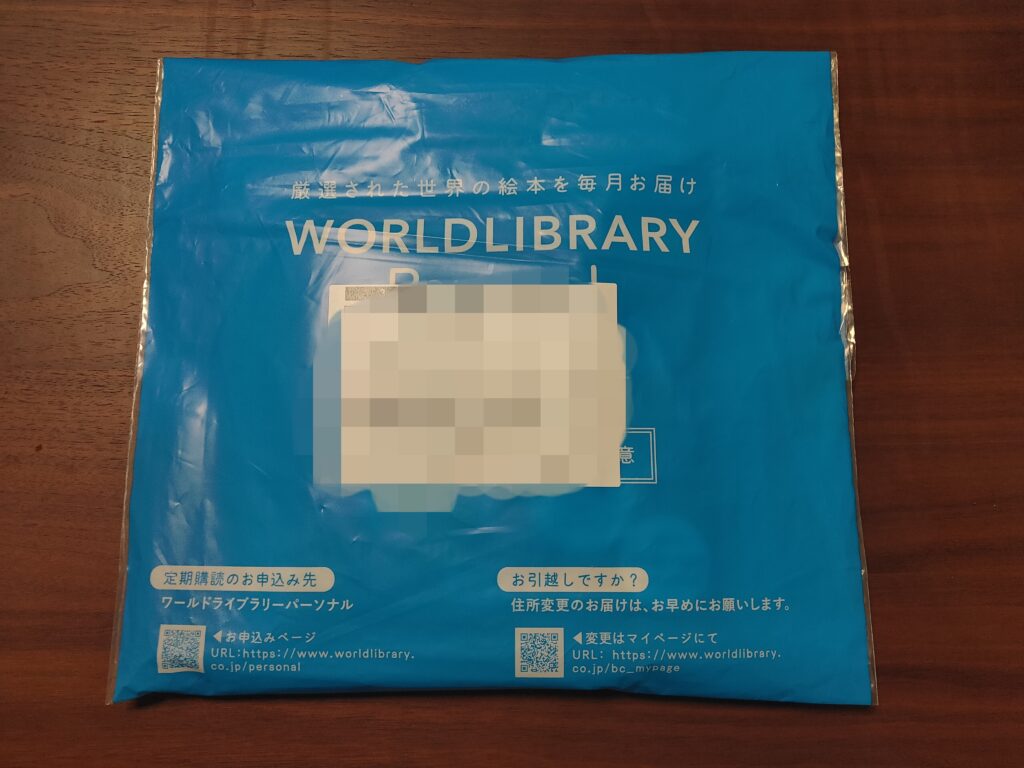 厳選された世界の絵本を毎月お届け
WORLDLIBRARY
意
定期購読のお申込み先
ワールドライブラリーパーソナル
◀お申込みページ
URL:https://www.worldlibrary.
co.jp/personal
お引越しですか?
住所変更のお届けは、お早めにお願いします。
◀変更はマイページにて
URL: https://www.worldlibrary.
co.jp/bc_mypage